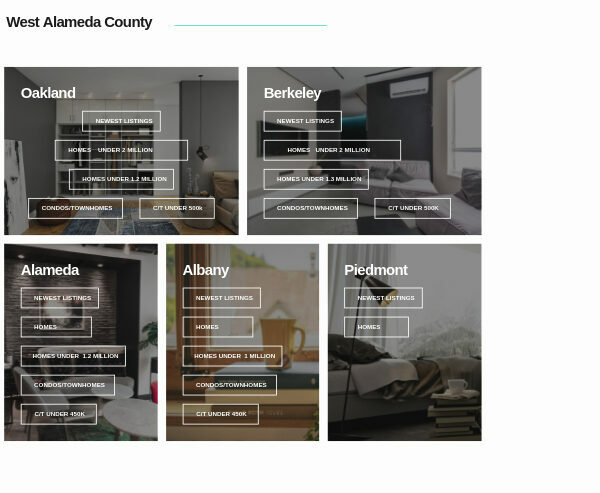 West Alameda County
Oakland
NEWEST LISTINGS
HOMES UNDER 2 MILLION
HOMES UNDER 1.2 MILLION
CONDOS/TOWNHOMES
C/T UNDER 500k
Berkeley
NEWEST LISTINGS
HOMES UNDER 2 MILLION
HOMES UNDER 1.3 MILLION
CONDOS/TOWNHOMES
C/T UNDER 500K
Alameda
NEWEST LISTINGS
HOMES
HOMES UNDER 1.2 MILLION
CONDOS/TOWNHOMES
C/T UNDER 450K
Albany
NEWEST LISTINGS
HOMES
HOMES UNDER 1 MILLION
CONDOS/TOWNHOMES
C/T UNDER 450K
Piedmont
NEWEST LISTINGS
HOMES